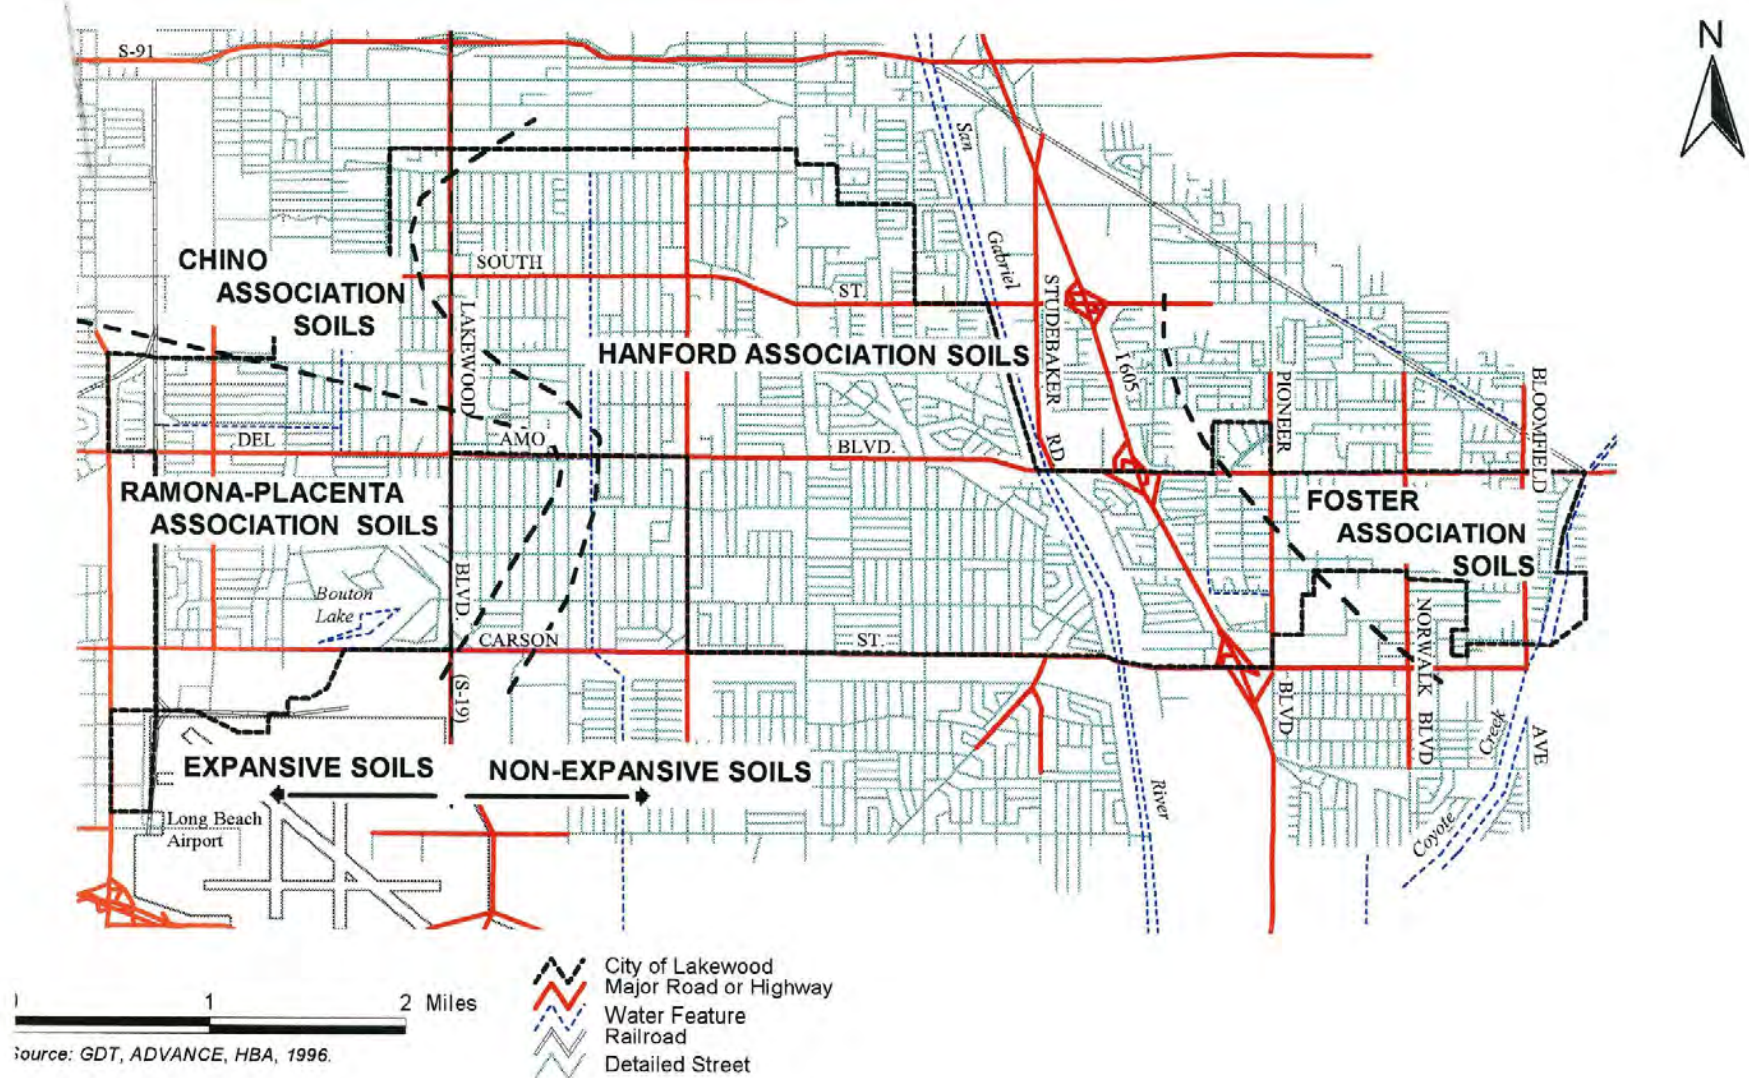 N
S-91
San
CHINO
ASSOCIATION
SOILS
SOUTH
ST.
Gabriel
STUDEBAKER
RD
LAKEWOOD
HANFORD ASSOCIATION SOILS
I 605
PIONEER
BLOOMFIELD
DEL
AMO
BLVD.
RAMONA-PLACENTA
ASSOCIATION SOILS
FOSTER
ASSOCIATION
SOILS
Bouton
Lake
BLVD.
CARSON
ST.
NORWALK BLVD
(S-19)
BLVD
Creek
AVE
EXPANSIVE SOILS
NON-EXPANSIVE SOILS
River
Coyote
Long Beach
Airport
1
2 Miles
Source: GDT, ADVANCE, HBA, 1996.
City of Lakewood
Major Road or Highway
Water Feature
Railroad
Detailed Street